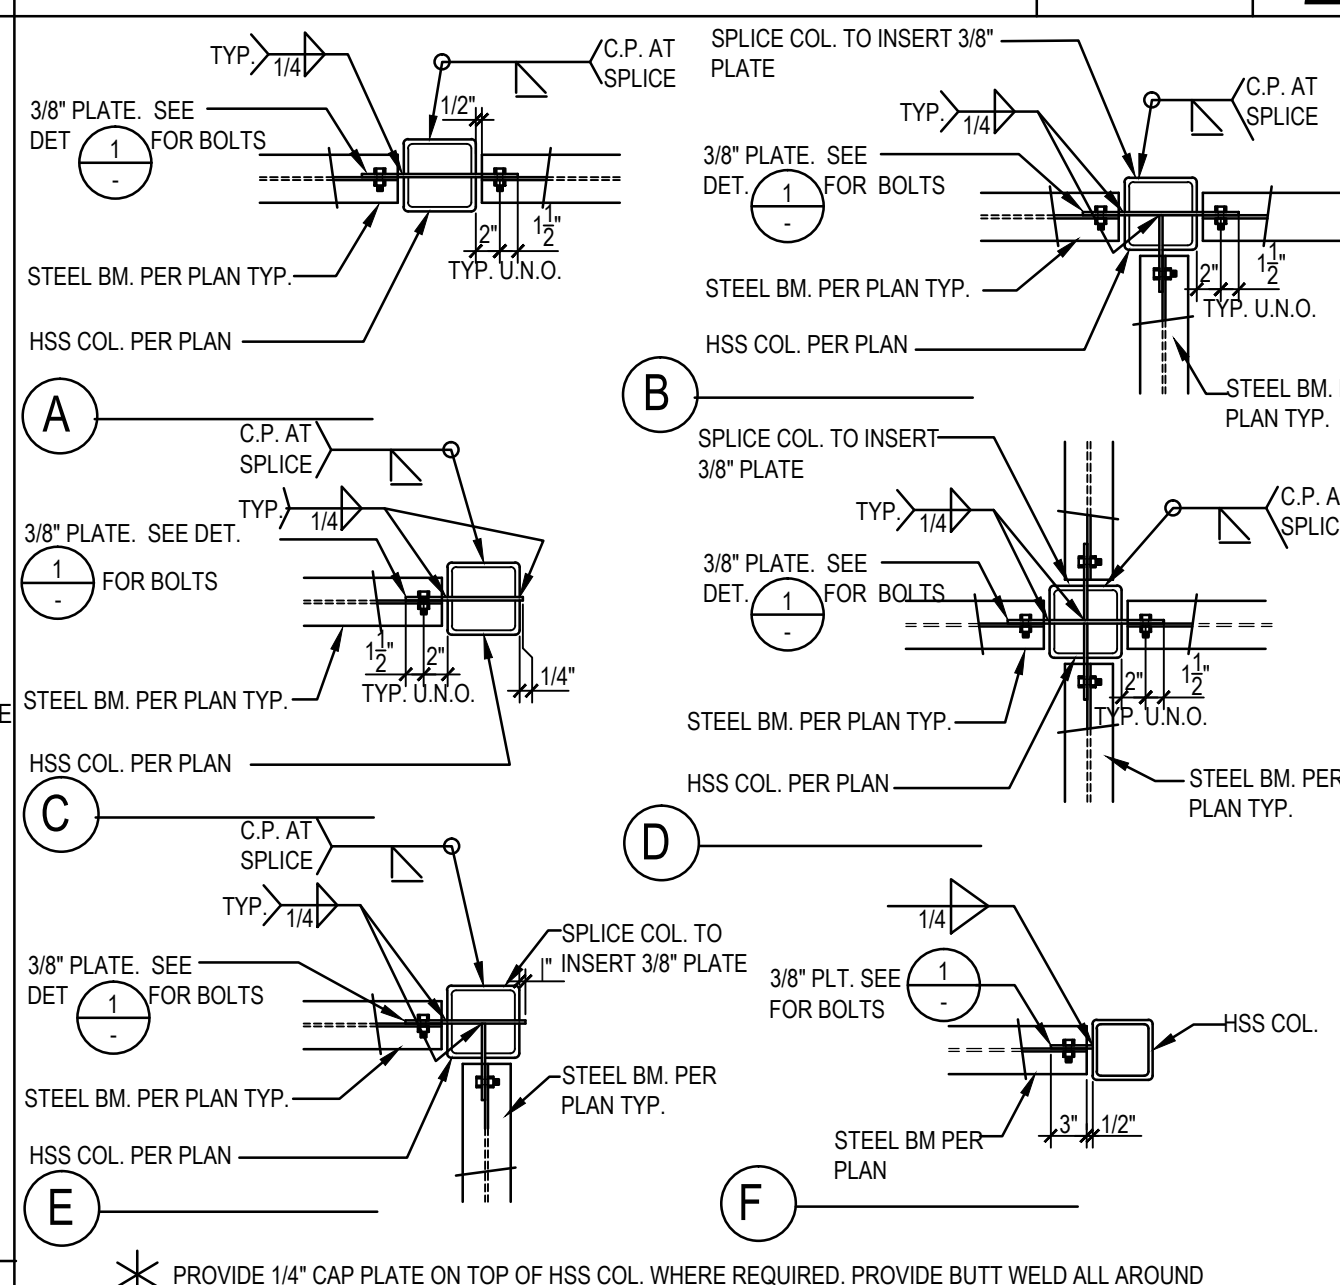 TYP.
1/4
C.P. AT
SPLICE
3/8" PLATE. SEE
DET 1 FOR BOLTS
-
1/2"
2"
1 1/2"
TYP. U.N.O.
STEEL BM. PER PLAN TYP.
HSS COL. PER PLAN
A
SPLICE COL. TO INSERT 3/8"
PLATE
TYP.
1/4
C.P. AT
SPLICE
3/8" PLATE. SEE
DET. 1 FOR BOLTS
-
2"
1 1/2"
TYP. U.N.O.
STEEL BM. PER PLAN TYP.
HSS COL. PER PLAN
STEEL BM.
PLAN TYP.
B
C.P. AT
SPLICE
TYP.
1/4
3/8" PLATE. SEE DET.
1 FOR BOLTS
-
1 1/2"
2"
TYP. U.N.O.
1/4"
STEEL BM. PER PLAN TYP.
HSS COL. PER PLAN
C
SPLICE COL. TO INSERT
3/8" PLATE
TYP.
1/4
C.P. A
SPLIC
3/8" PLATE. SEE
DET. 1 FOR BOLTS
-
2"
1 1/2"
TYP. U.N.O.
STEEL BM. PER PLAN TYP.
HSS COL. PER PLAN
STEEL BM. PER
PLAN TYP.
D
E
C.P. AT
SPLICE
TYP.
1/4
SPLICE COL. TO
INSERT 3/8" PLATE
3/8" PLATE. SEE
DET 1 FOR BOLTS
-
STEEL BM. PER PLAN TYP.
STEEL BM. PER
PLAN TYP.
HSS COL. PER PLAN
E
1/4
3/8" PLT. SEE 1
FOR BOLTS -
HSS COL.
3"
1/2"
STEEL BM PER
PLAN
F
PROVIDE 1/4" CAP PLATE ON TOP OF HSS COL. WHERE REQUIRED. PROVIDE BUTT WELD ALL AROUND